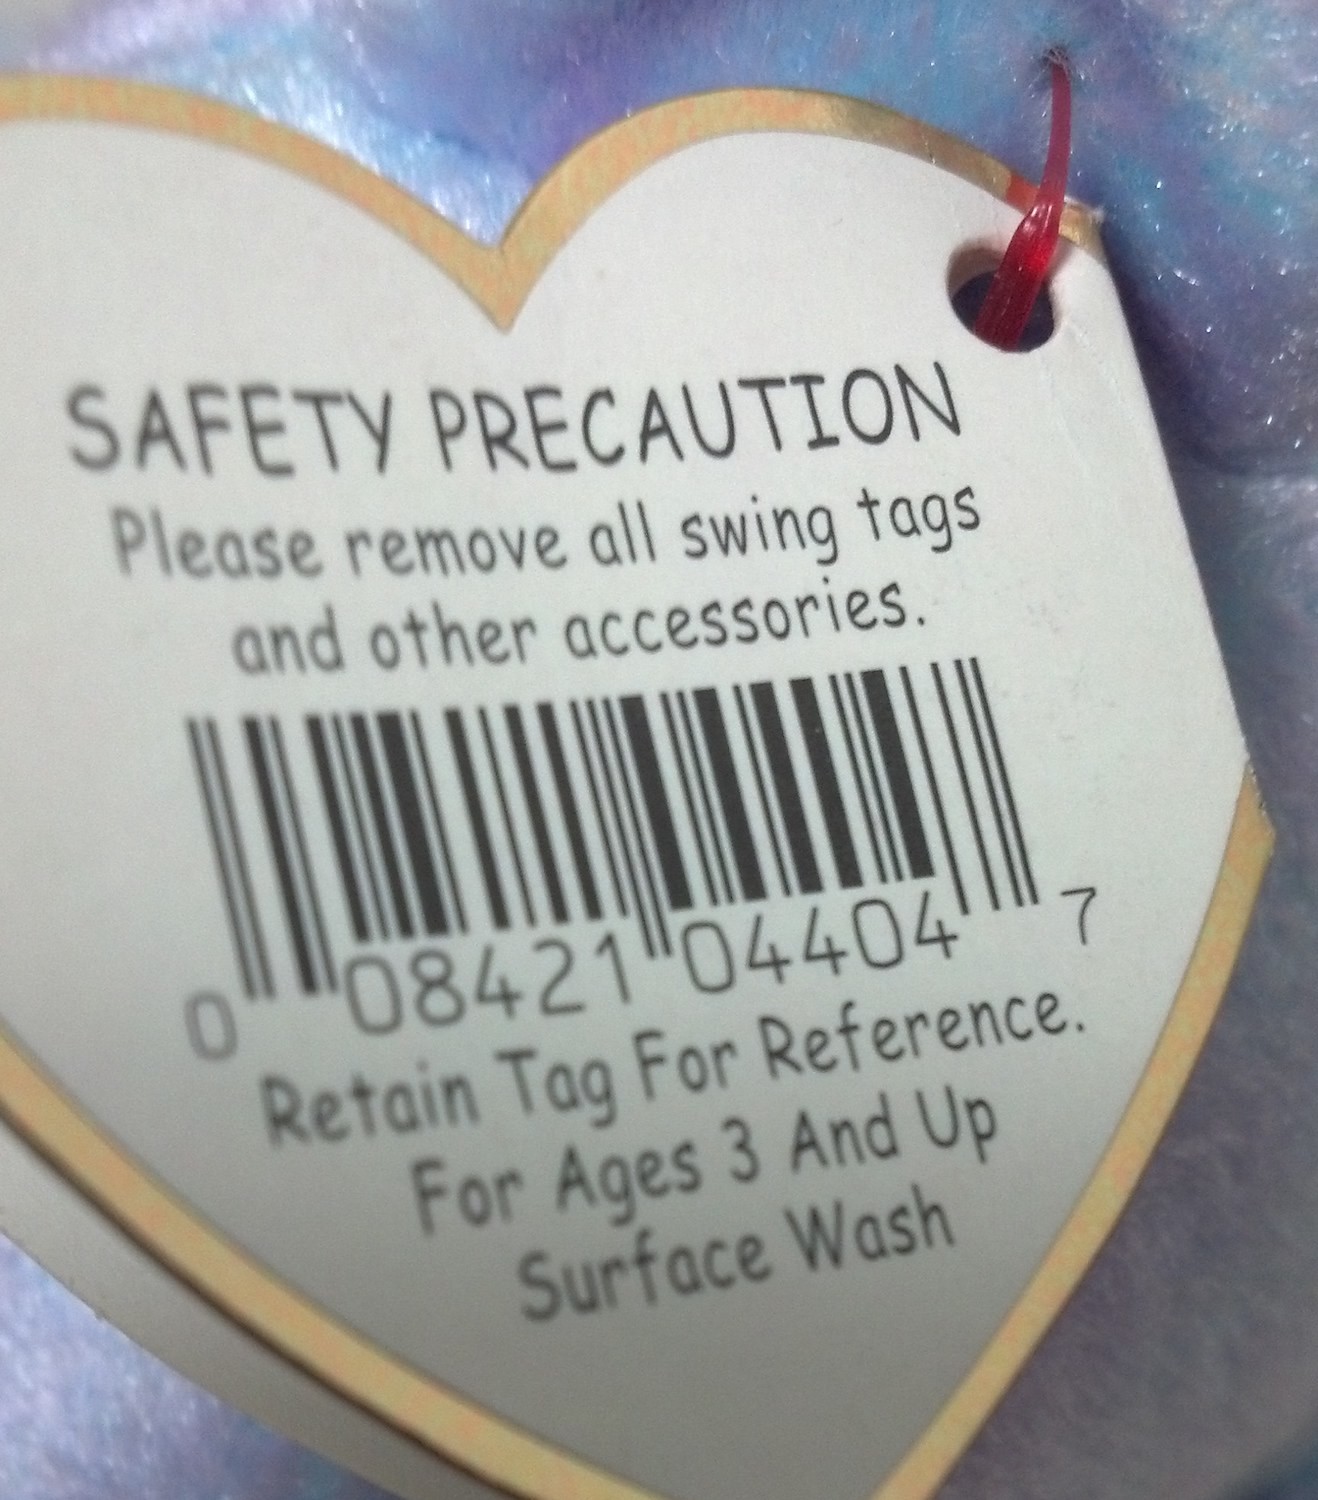 SAFETY PRECAUTION
Please remove all swing tags
and other accessories.
0 08421 04404 7
Retain Tag For Reference.
For Ages 3 And Up
Surface Wash